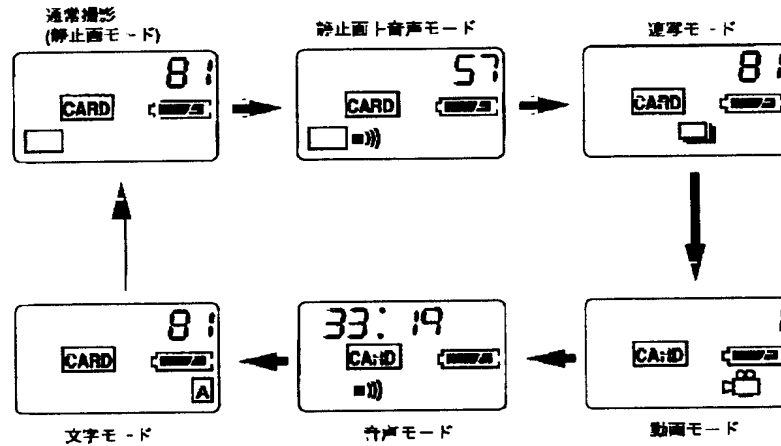 通常撮影
(静止画モード)
静止画+音声モード
連写モード
81
CARD
57
CARD
81
CARD
81
CARD
A
33:19
CARD
CARD
文字モード
音声モード
動画モード